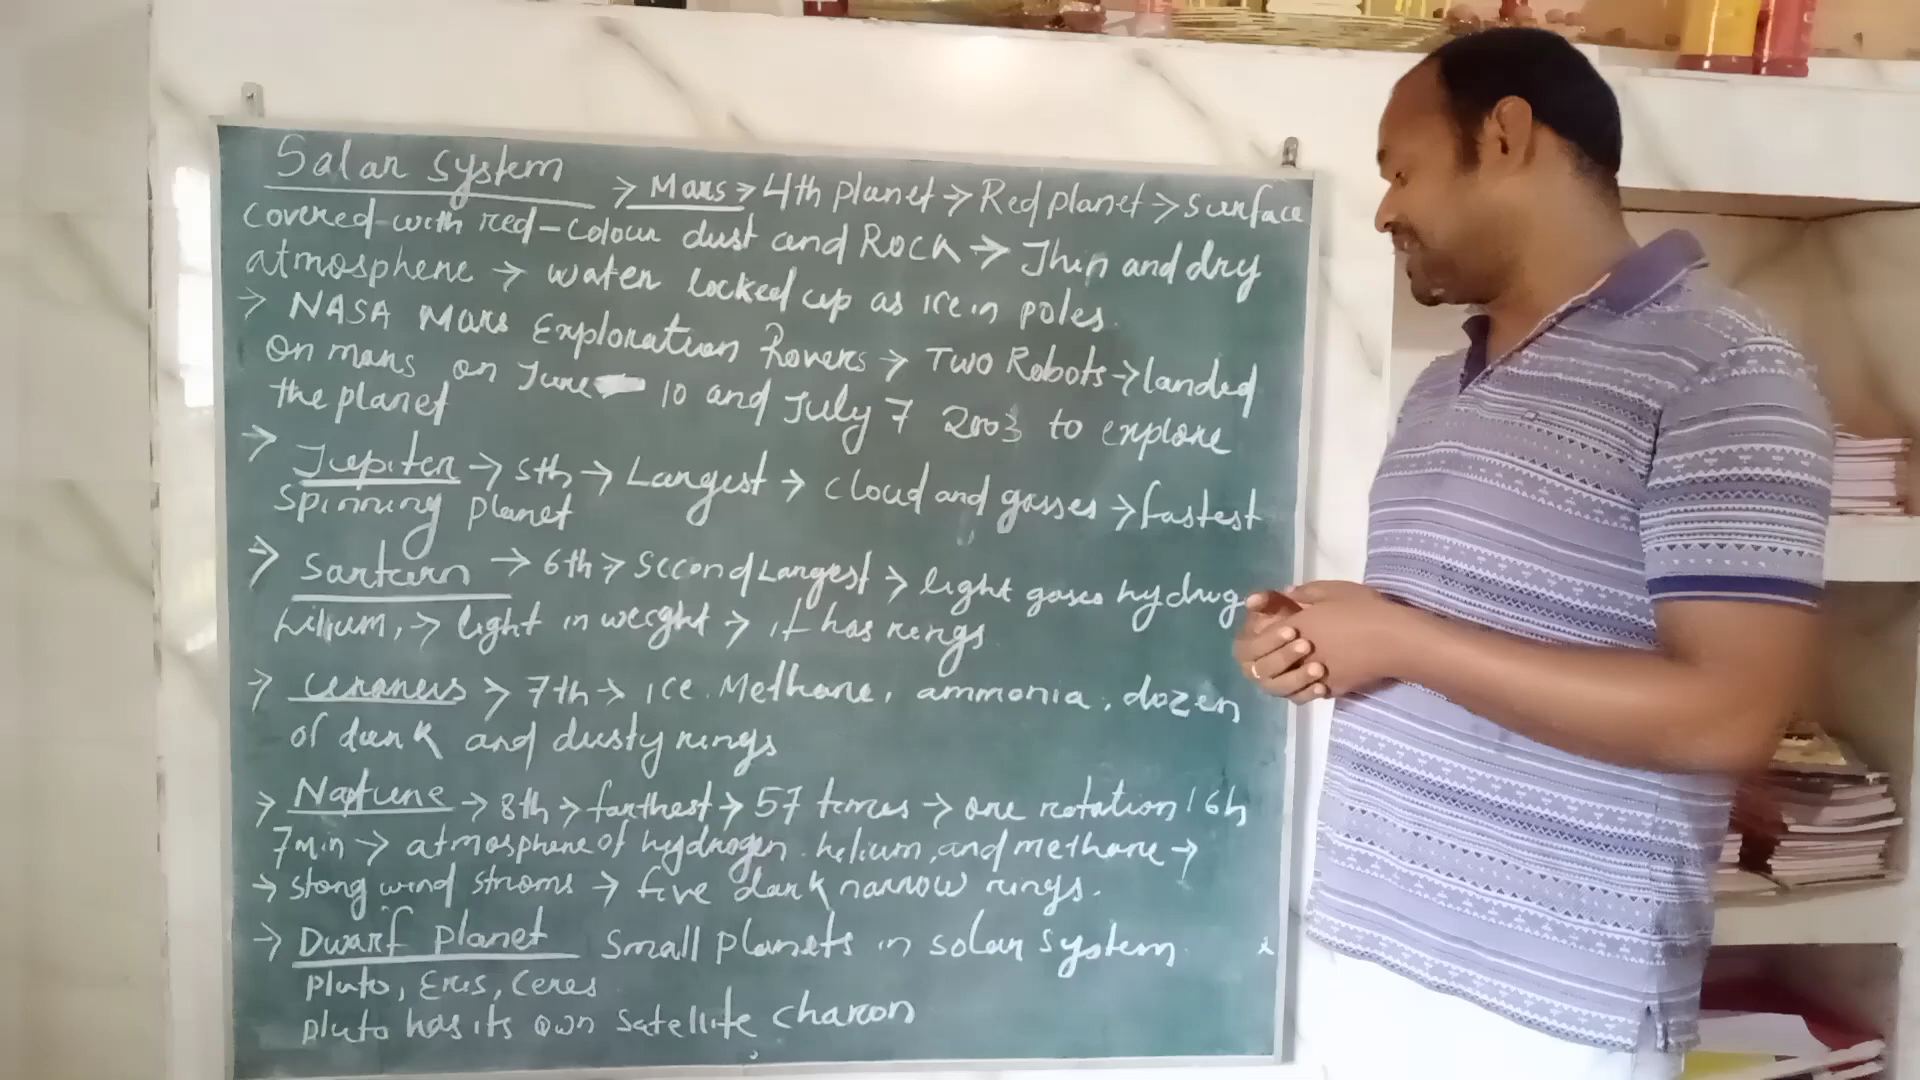 Salar system
→ Mars → 4th planet → Red planet → surface
covered with red-colour dust and Rock → Thin and dry
atmosphere → water locked up as ice in poles.
→ NASA Mars Exploration Rovers → Two Robots → landed
on mars on June 10 and July 7 2003 to explore
the planet
→ Jupiter → 5th → Largest → cloud and gasses → fastest
spinning planet
→ Santurn → 6th → Second Largest → light gases hydrog
hilium, → light in weight → it has rings
→ uranus → 7th → ice. Methane, ammonia, dozen
of dark and dusty rings
→ Naptune → 8th → farthest → 57 times → one rotation 16h
7min → atmosphere of hydrogen. helium, and methane →
→ stong wind stroms → five dark narrow rings.
→ Dwarf planet small planets in solar system.
pluto, Eris, Ceres
pluto has its own satellite charon